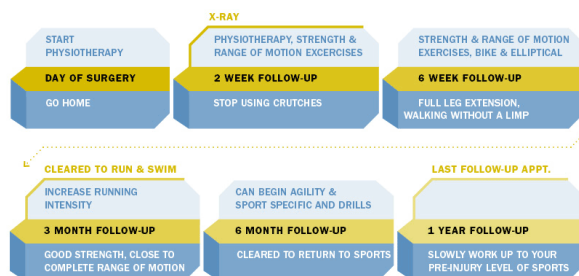 X-RAY
START
PHYSIOTHERAPY
DAY OF SURGERY
GO HOME
PHYSIOTHERAPY, STRENGTH &
RANGE OF MOTION EXCERCISES
2 WEEK FOLLOW-UP
STOP USING CRUTCHES
STRENGTH & RANGE OF MOTION
EXERCISES, BIKE & ELLIPTICAL
6 WEEK FOLLOW-UP
FULL LEG EXTENSION,
WALKING WITHOUT A LIMP
CLEARED TO RUN & SWIM
INCREASE RUNNING
INTENSITY
3 MONTH FOLLOW-UP
GOOD STRENGTH, CLOSE TO
COMPLETE RANGE OF MOTION
CAN BEGIN AGILITY &
SPORT SPECIFIC AND DRILLS
6 MONTH FOLLOW-UP
CLEARED TO RETURN TO SPORTS
LAST FOLLOW-UP APPT.
1 YEAR FOLLOW-UP
SLOWLY WORK UP TO YOUR
PRE-INJURY LEVEL OF SPORTS